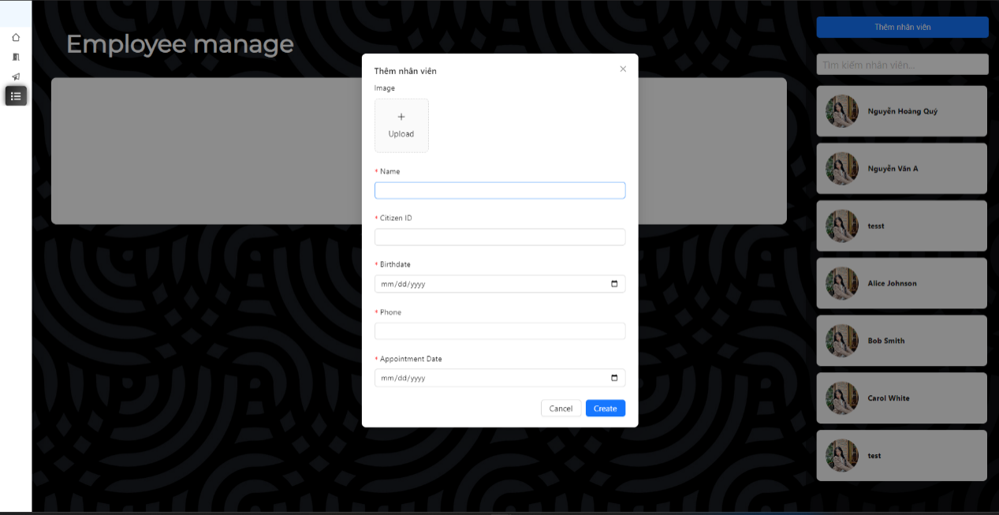 Employee manage
Thêm nhân viên
Image
+
Upload
* Name
* Citizen ID
* Birthdate
mm/dd/yyyy
* Phone
* Appointment Date
mm/dd/yyyy
Cancel
Create
Thêm nhân viên
Tìm kiếm nhân viên...
Nguyễn Hoàng Quý
Nguyễn Văn A
tesst
Alice Johnson
Bob Smith
Carol White
test